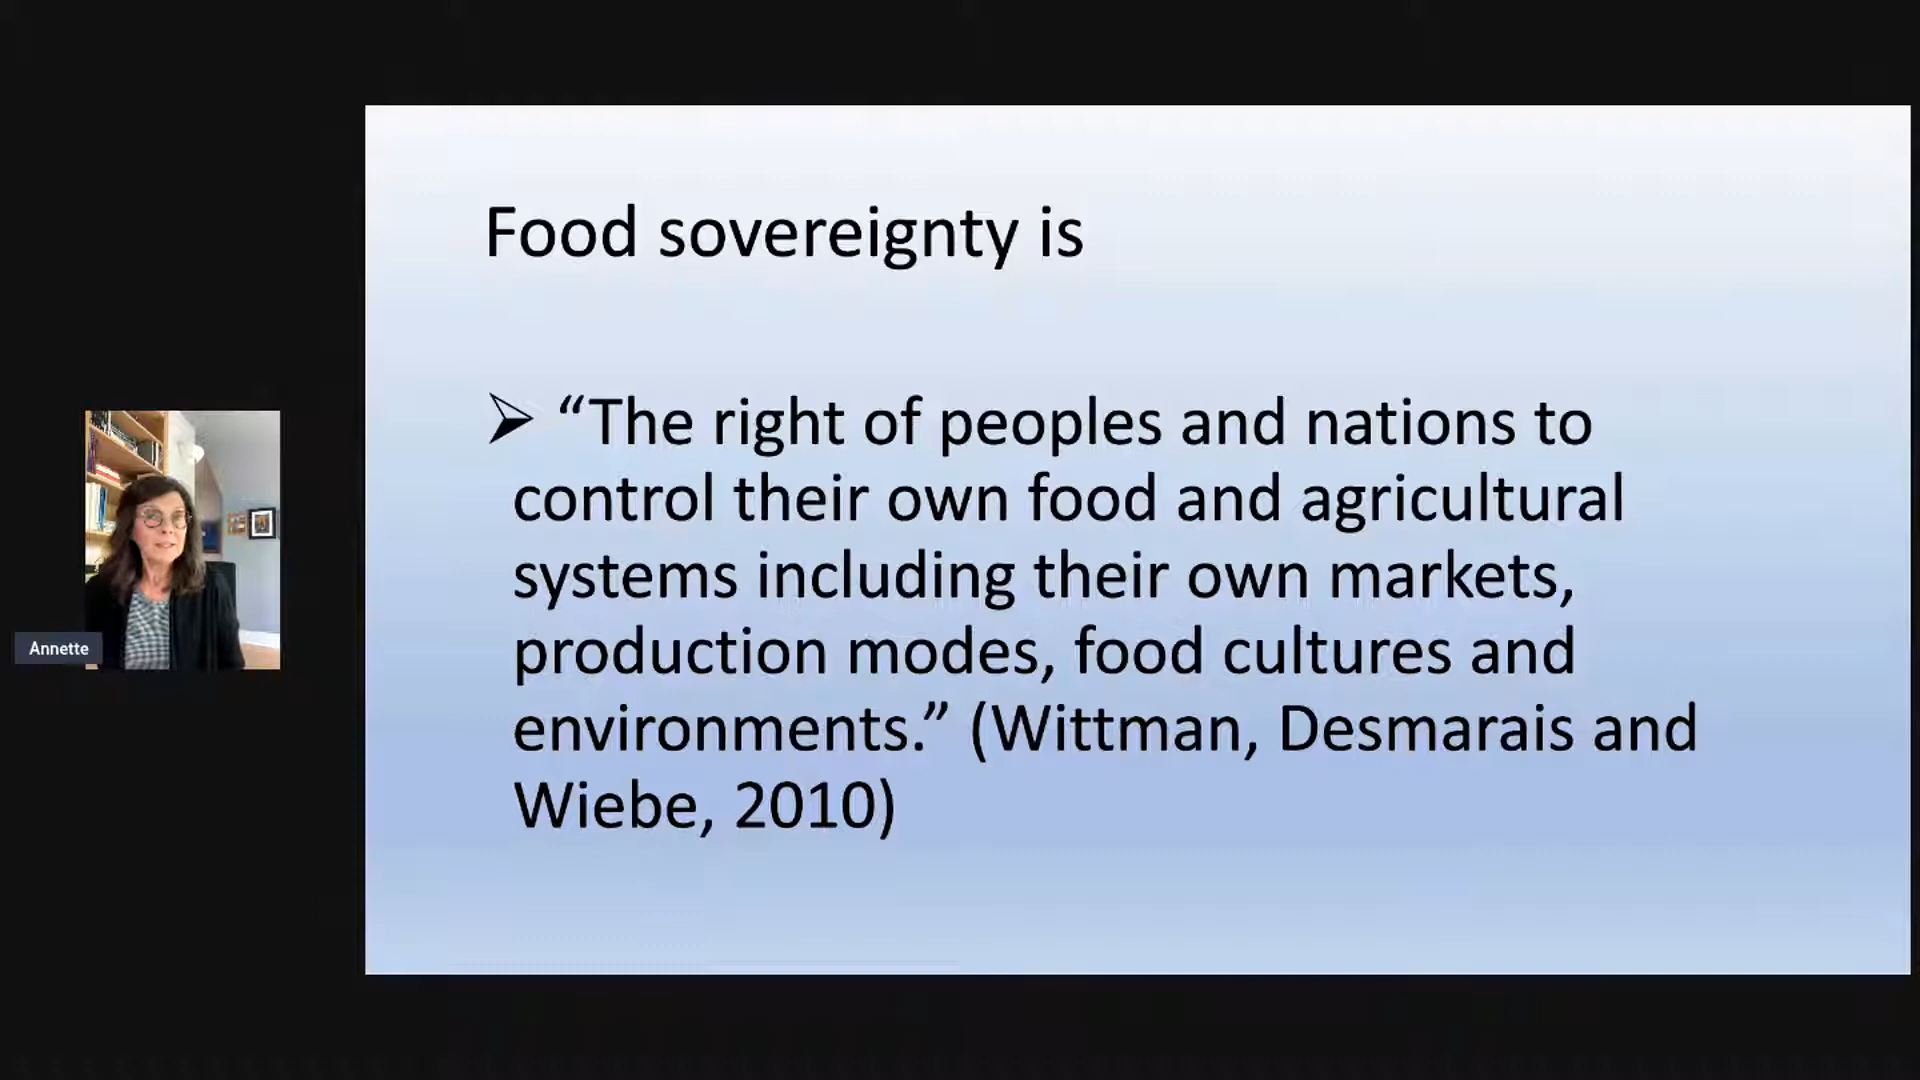 Food sovereignty is
➢ “The right of peoples and nations to
control their own food and agricultural
systems including their own markets,
production modes, food cultures and
environments.” (Wittman, Desmarais and
Wiebe, 2010)
Annette